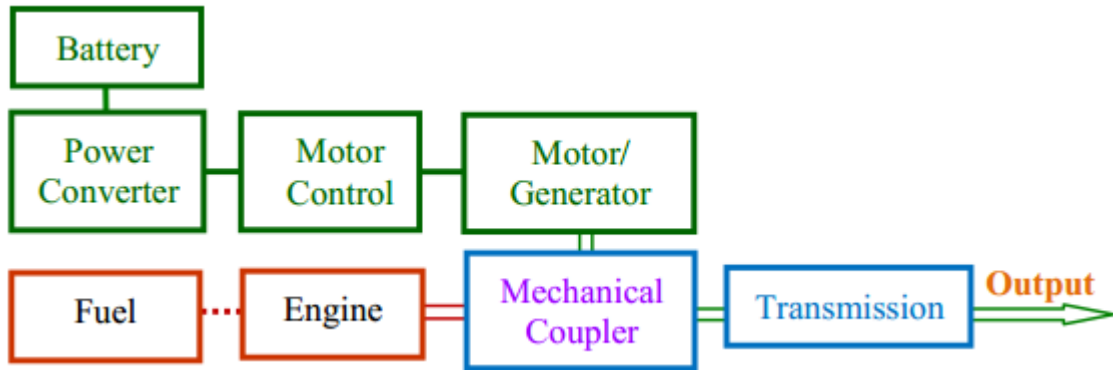 Battery
Power
Converter
Motor
Control
Motor/
Generator
Fuel
Engine
Mechanical
Coupler
Transmission
Output